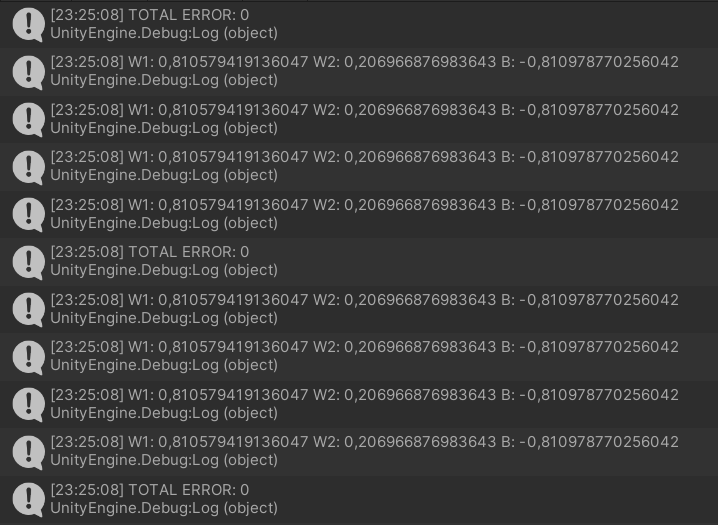 [23:25:08] TOTAL ERROR: 0
UnityEngine.Debug:Log (object)
[23:25:08] W1: 0,810579419136047 W2: 0,206966876983643 B: -0,810978770256042
UnityEngine.Debug:Log (object)
[23:25:08] W1: 0,810579419136047 W2: 0,206966876983643 B: -0,810978770256042
UnityEngine.Debug:Log (object)
[23:25:08] W1: 0,810579419136047 W2: 0,206966876983643 B: -0,810978770256042
UnityEngine.Debug:Log (object)
[23:25:08] W1: 0,810579419136047 W2: 0,206966876983643 B: -0,810978770256042
UnityEngine.Debug:Log (object)
[23:25:08] TOTAL ERROR: 0
UnityEngine.Debug:Log (object)
[23:25:08] W1: 0,810579419136047 W2: 0,206966876983643 B: -0,810978770256042
UnityEngine.Debug:Log (object)
[23:25:08] W1: 0,810579419136047 W2: 0,206966876983643 B: -0,810978770256042
UnityEngine.Debug:Log (object)
[23:25:08] W1: 0,810579419136047 W2: 0,206966876983643 B: -0,810978770256042
UnityEngine.Debug:Log (object)
[23:25:08] W1: 0,810579419136047 W2: 0,206966876983643 B: -0,810978770256042
UnityEngine.Debug:Log (object)
[23:25:08] TOTAL ERROR: 0
UnityEngine.Debug:Log (object)